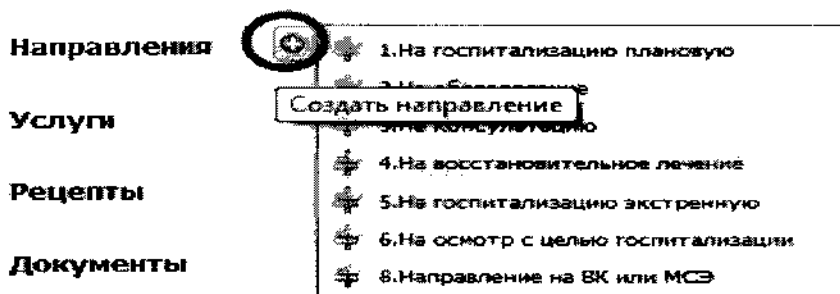 Направления
1.На госпитализацию плановую
Создать направление
Услуги
4.На восстановительное лечение
Рецепты
5.На госпитализацию экстренную
6.На осмотр с целью госпитализации
Документы
8.Направление на ВК или МСЭ